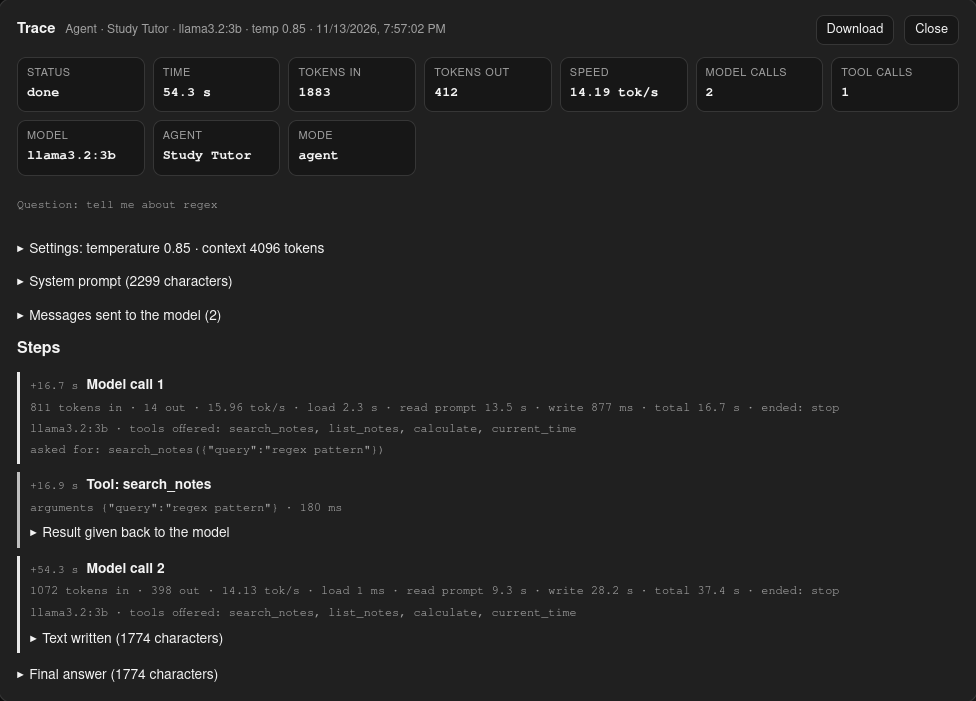 Trace Agent · Study Tutor · llama3.2:3b · temp 0.85 · 11/13/2026, 7:57:02 PM Download Close
STATUS TIME TOKENS IN TOKENS OUT SPEED MODEL CALLS TOOL CALLS
done 54.3 s 1883 412 14.19 tok/s 2 1
MODEL AGENT MODE
llama3.2:3b Study Tutor agent
Question: tell me about regex
▸ Settings: temperature 0.85 · context 4096 tokens
▸ System prompt (2299 characters)
▸ Messages sent to the model (2)
Steps
+16.7 s Model call 1
811 tokens in · 14 out · 15.96 tok/s · load 2.3 s · read prompt 13.5 s · write 877 ms · total 16.7 s · ended: stop
llama3.2:3b · tools offered: search_notes, list_notes, calculate, current_time
asked for: search_notes({"query":"regex pattern"})
+16.9 s Tool: search_notes
arguments {"query":"regex pattern"} · 180 ms
▸ Result given back to the model
+54.3 s Model call 2
1072 tokens in · 398 out · 14.13 tok/s · load 1 ms · read prompt 9.3 s · write 28.2 s · total 37.4 s · ended: stop
llama3.2:3b · tools offered: search_notes, list_notes, calculate, current_time
▸ Text written (1774 characters)
▸ Final answer (1774 characters)